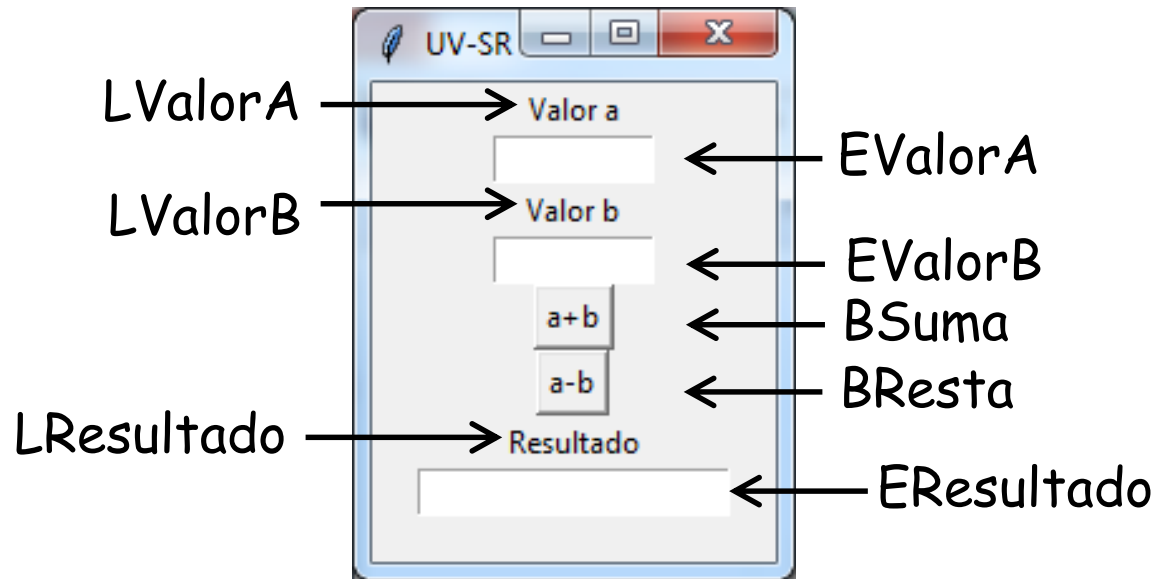 UV-SR
LValorA
Valor a
EValorA
LValorB
Valor b
EValorB
a+b
BSuma
a-b
BResta
LResultado
Resultado
EResultado